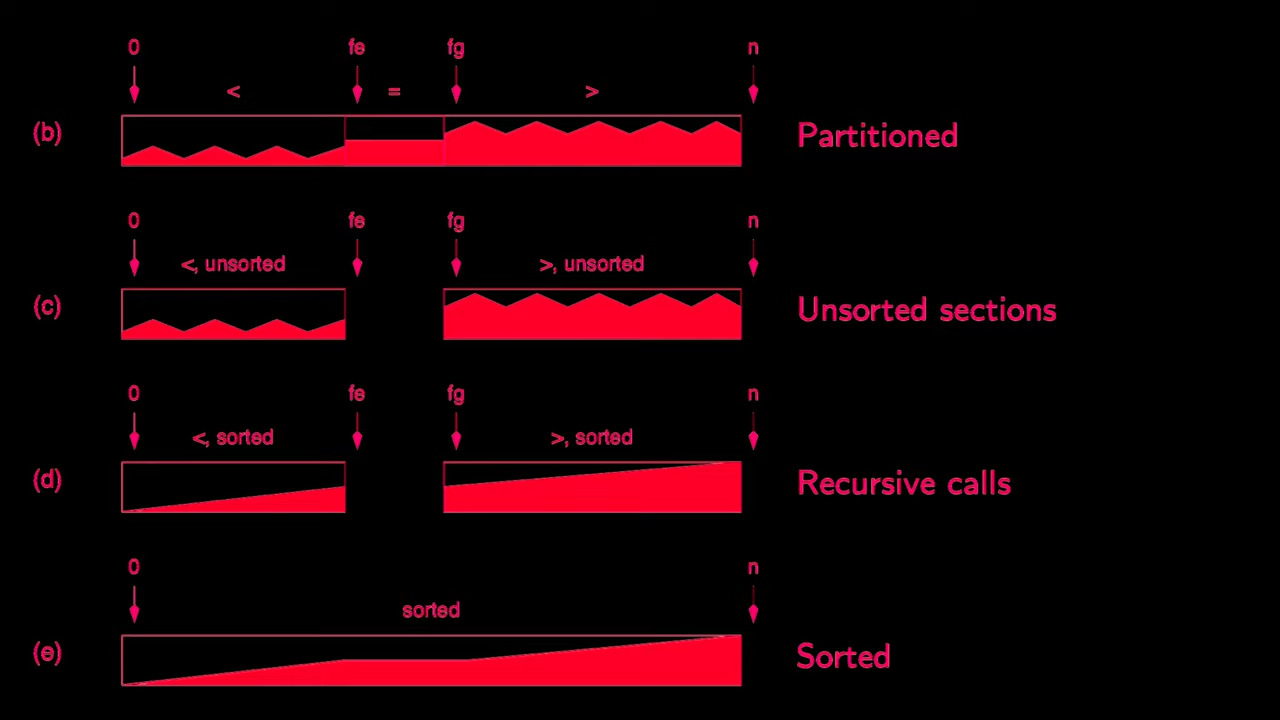 0 fe fg n
< = >
(b) Partitioned
0 fe fg n
<, unsorted >, unsorted
(c) Unsorted sections
0 fe fg n
<, sorted >, sorted
(d) Recursive calls
0 n
sorted
(e) Sorted